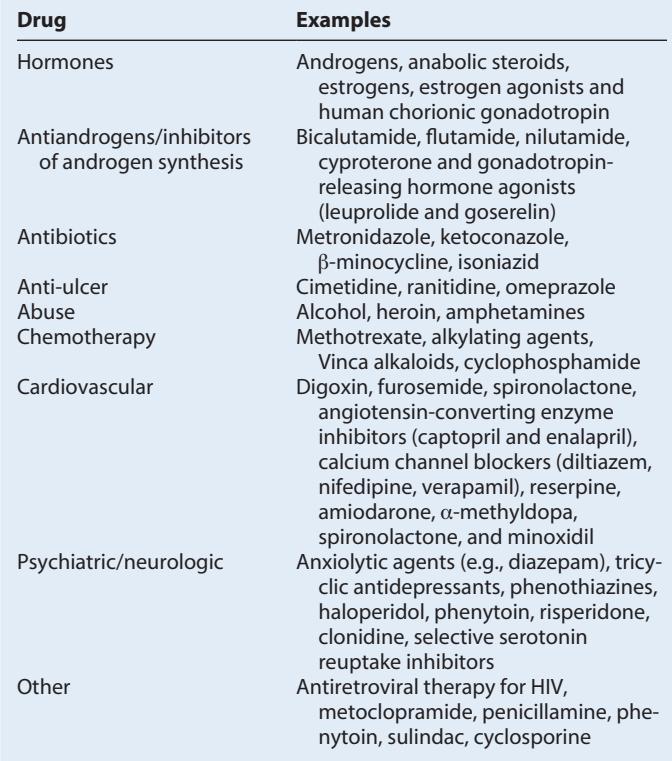 Drug Examples
Hormones Androgens, anabolic steroids,
estrogens, estrogen agonists and
human chorionic gonadotropin
Antiandrogens/inhibitors Bicalutamide, flutamide, nilutamide,
of androgen synthesis cyproterone and gonadotropin-
releasing hormone agonists
(leuprolide and goserelin)
Antibiotics Metronidazole, ketoconazole,
β-minocycline, isoniazid
Anti-ulcer Cimetidine, ranitidine, omeprazole
Abuse Alcohol, heroin, amphetamines
Chemotherapy Methotrexate, alkylating agents,
Vinca alkaloids, cyclophosphamide
Cardiovascular Digoxin, furosemide, spironolactone,
angiotensin-converting enzyme
inhibitors (captopril and enalapril),
calcium channel blockers (diltiazem,
nifedipine, verapamil), reserpine,
amiodarone, α-methyldopa,
spironolactone, and minoxidil
Psychiatric/neurologic Anxiolytic agents (e.g., diazepam), tricy-
clic antidepressants, phenothiazines,
haloperidol, phenytoin, risperidone,
clonidine, selective serotonin
reuptake inhibitors
Other Antiretroviral therapy for HIV,
metoclopramide, penicillamine, phe-
nytoin, sulindac, cyclosporine